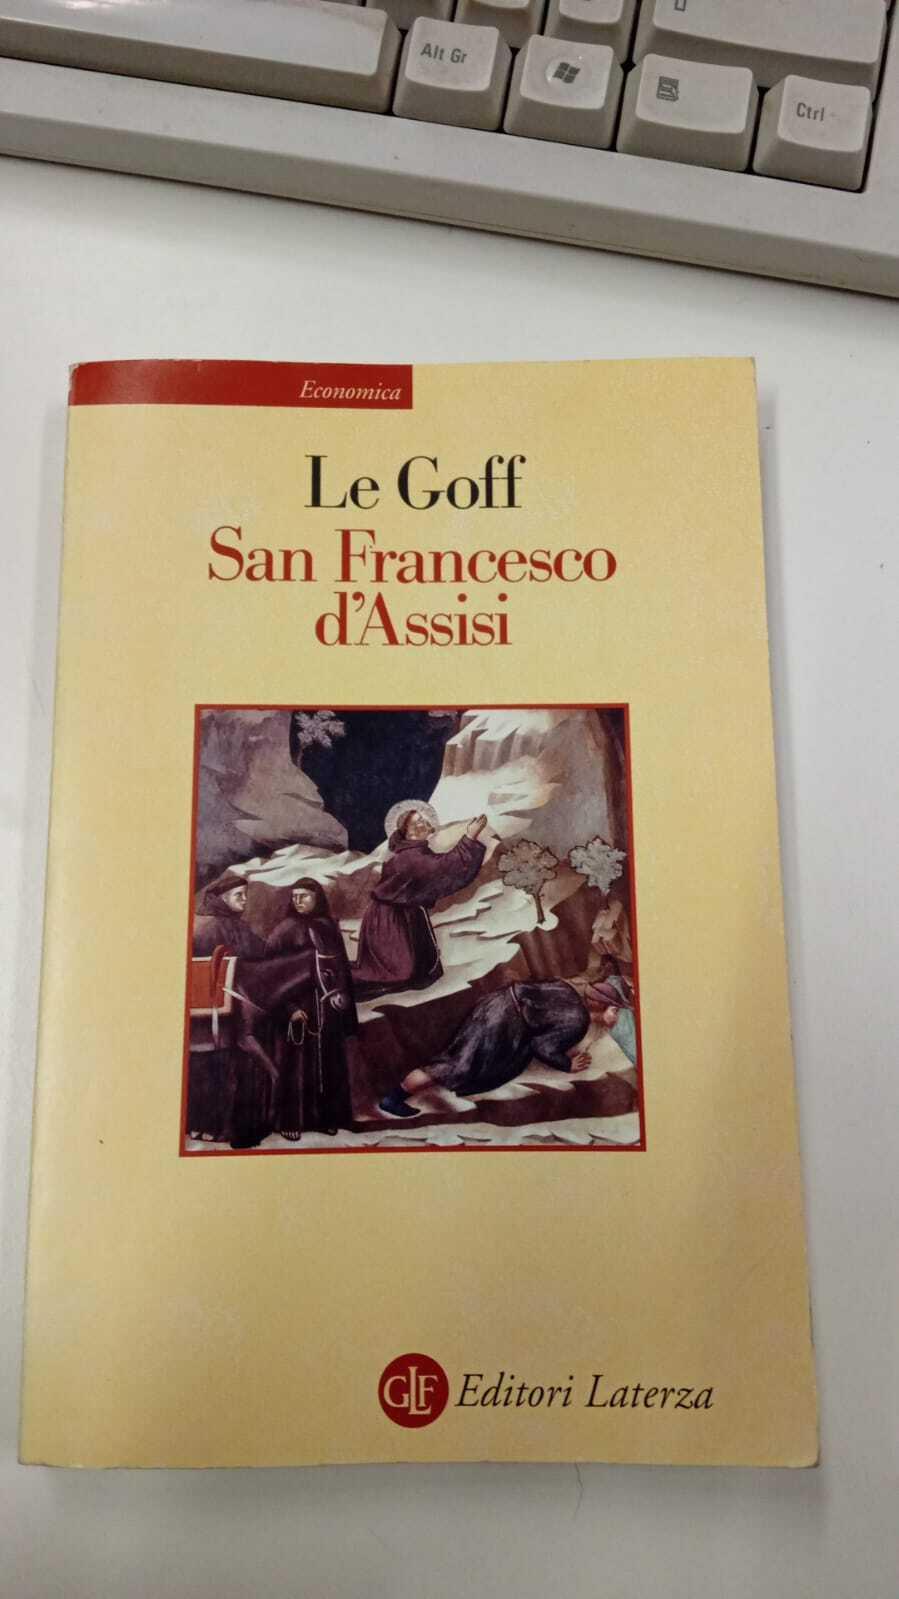 Alt Gr
Ctrl
Economica
Le Goff
San Francesco
d'Assisi
GLF Editori Laterza